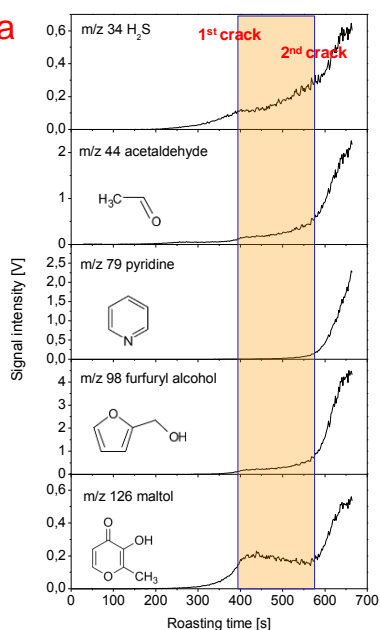 a
m/z 34 H₂S
1st crack
2nd crack
0,6
0,4
0,2
0,0
m/z 44 acetaldehyde
H₃C
O
2
1
0
m/z 79 pyridine
N
2,5
2,0
1,5
1,0
0,5
0,0
m/z 98 furfuryl alcohol
O
OH
4
3
2
1
0
m/z 126 maltol
O
OH
O
CH₃
0,6
0,4
0,2
0,0
Signal intensity [V]
0 100 200 300 400 500 600 700
Roasting time [s]